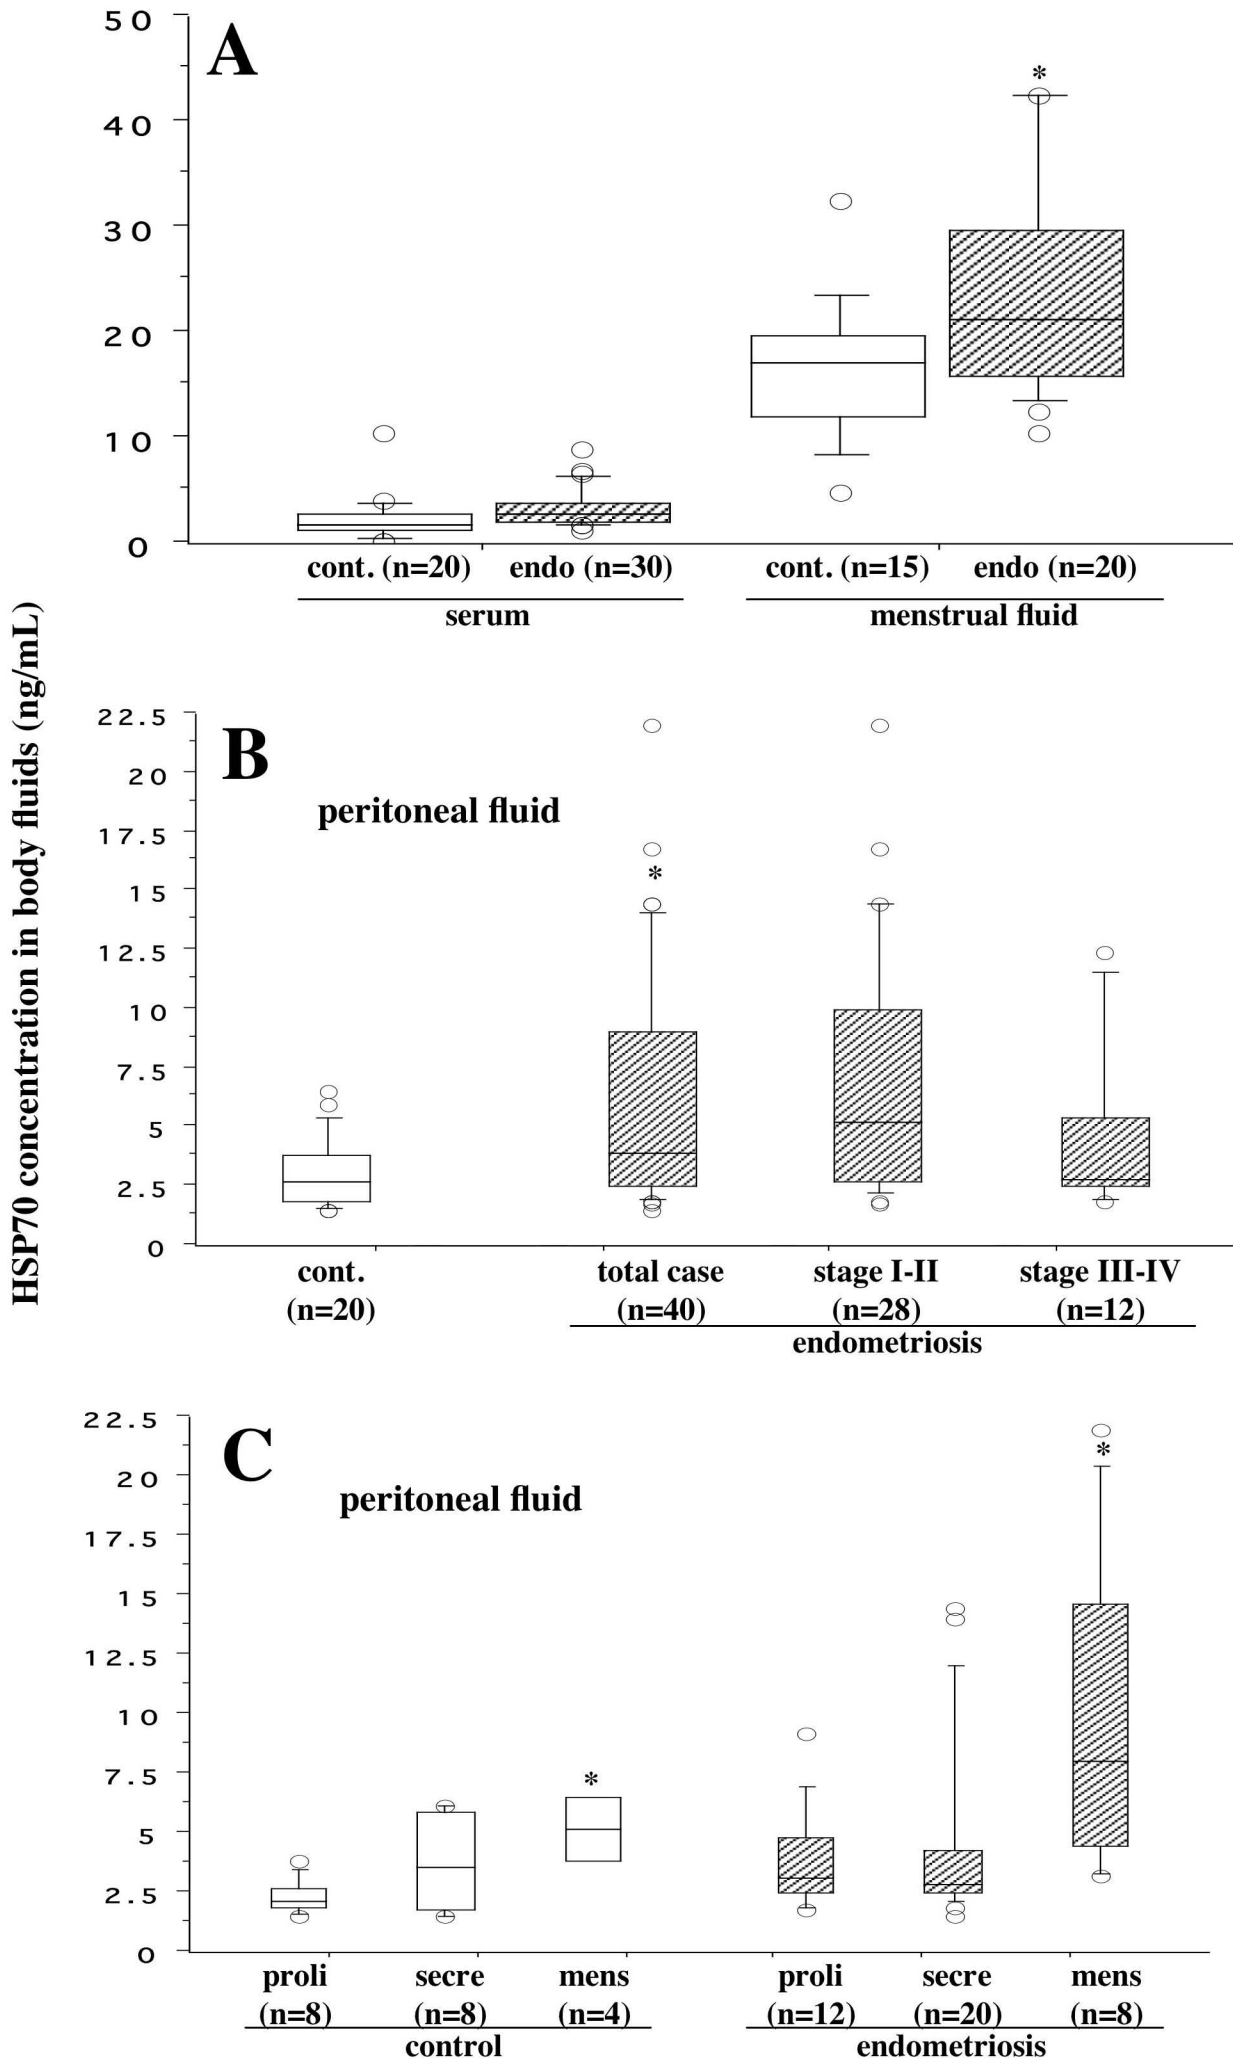 HSP70 concentration in body fluids (ng/mL)
A
50
40
30
20
10
0
*
cont. (n=20) endo (n=30) cont. (n=15) endo (n=20)
serum menstrual fluid
B
peritoneal fluid
22.5
20
17.5
15
12.5
10
7.5
5
2.5
0
*
cont. total case stage I-II stage III-IV
(n=20) (n=40) (n=28) (n=12)
endometriosis
C
peritoneal fluid
22.5
20
17.5
15
12.5
10
7.5
5
2.5
0
*
*
proli secre mens proli secre mens
(n=8) (n=8) (n=4) (n=12) (n=20) (n=8)
control endometriosis